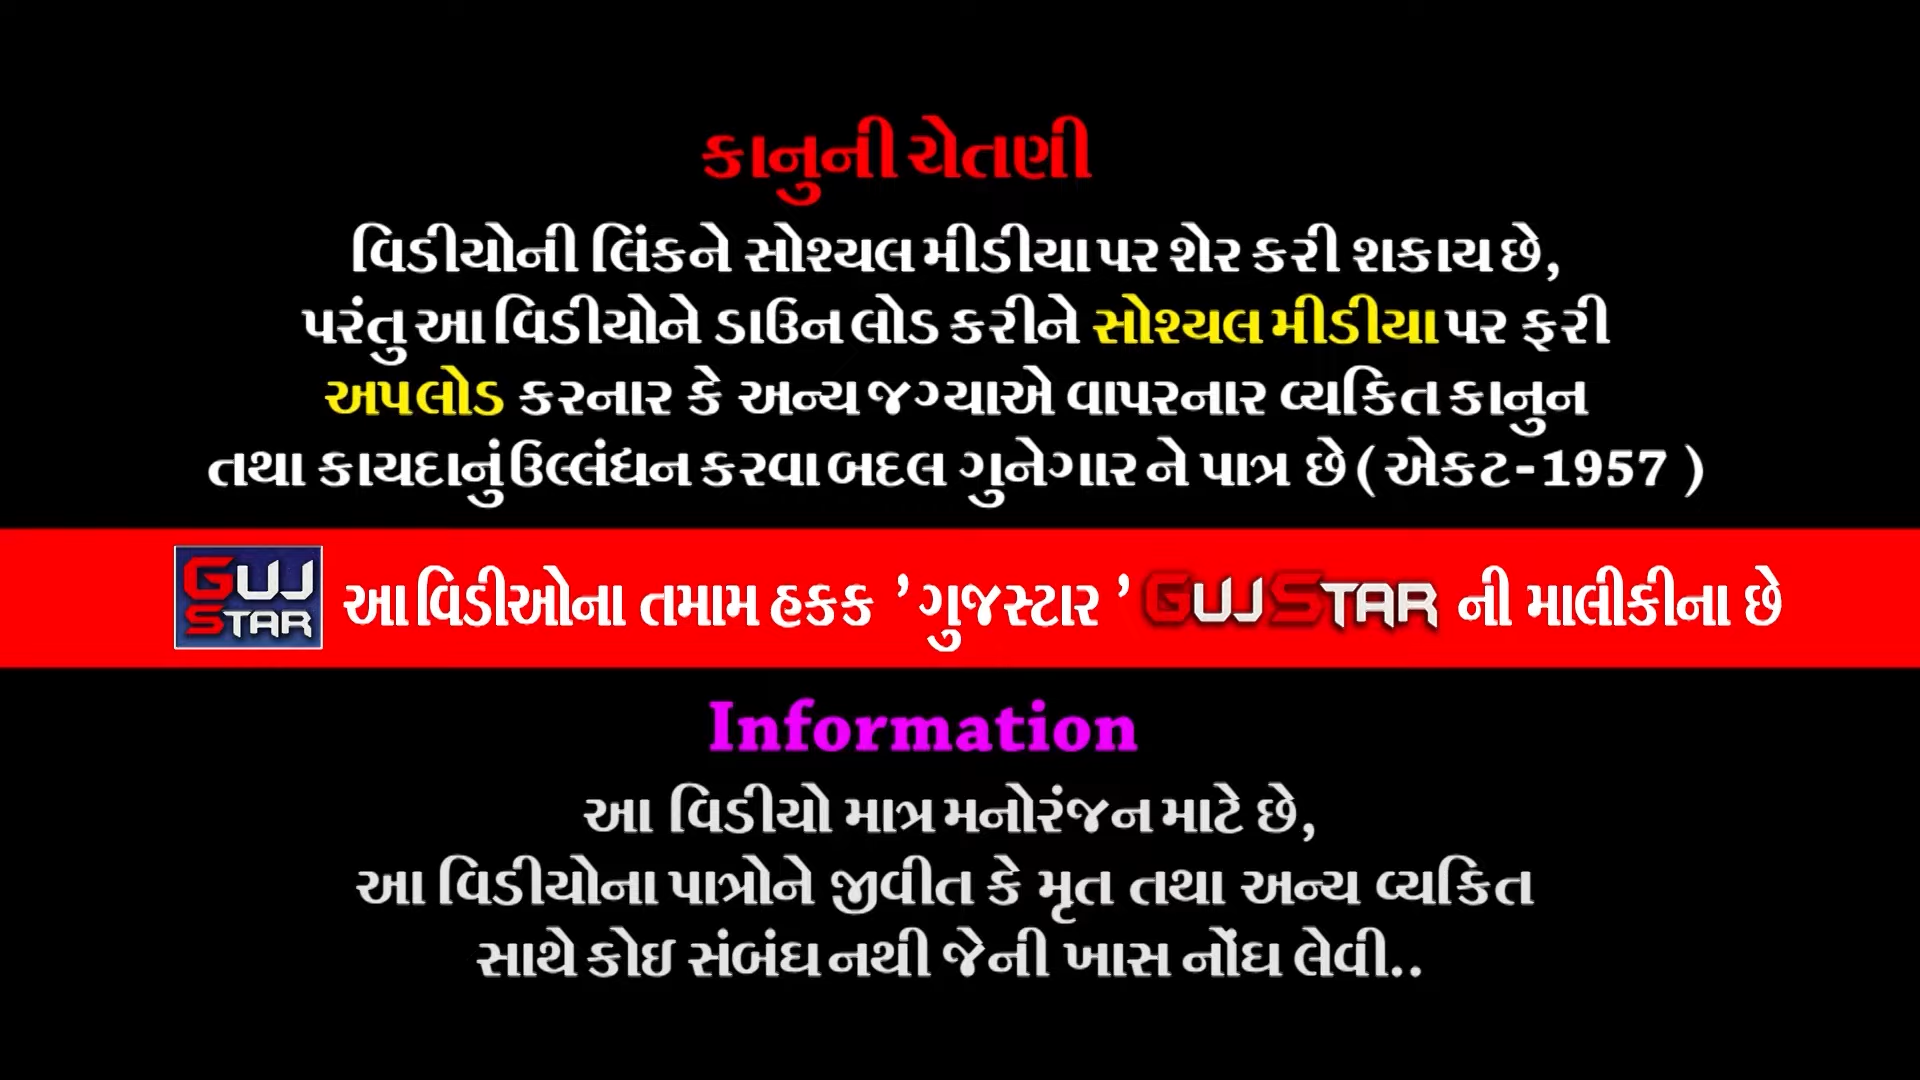 કાનુની ચેતણી
વિડીયોની લિંકને સોશ્યલ મીડીયા પર શેર કરી શકાય છે,
પરંતુ આ વિડીયોને ડાઉન લોડ કરીને સોશ્યલ મીડીયા પર ફરી
અપલોડ કરનાર કે અન્ય જગ્યાએ વાપરનાર વ્યકિત કાનુન
તથા કાયદાનું ઉલ્લંઘન કરવા બદલ ગુનેગાર ને પાત્ર છે ( એકટ-1957 )
GUJ STAR આ વિડીઓના તમામ હકક ’ ગુજસ્ટાર ’ GUJ STAR ની માલીકીના છે
Information
આ વિડીયો માત્ર મનોરંજન માટે છે,
આ વિડીયોના પાત્રોને જીવીત કે મૃત તથા અન્ય વ્યકિત
સાથે કોઇ સંબંઘ નથી જેની ખાસ નોંઘ લેવી..